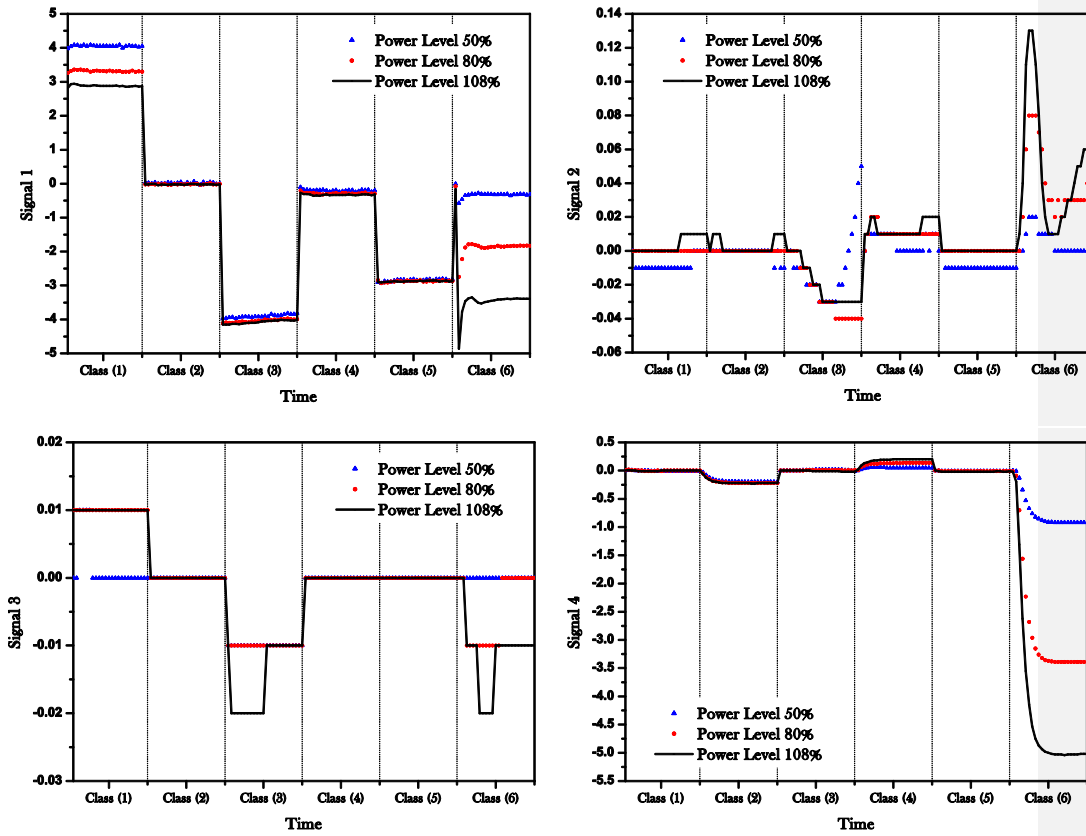 5
4
3
2
1
0
-1
-2
-3
-4
-5
Signal 1
Power Level 50%
Power Level 80%
Power Level 108%
Class (1)
Class (2)
Class (3)
Class (4)
Class (5)
Class (6)
Time
0.14
0.12
0.10
0.08
0.06
0.04
0.02
0.00
-0.02
-0.04
-0.06
Signal 2
Power Level 50%
Power Level 80%
Power Level 108%
Class (1)
Class (2)
Class (3)
Class (4)
Class (5)
Class (6)
Time
0.02
0.01
0.00
-0.01
-0.02
-0.03
Signal 3
Power Level 50%
Power Level 80%
Power Level 108%
Class (1)
Class (2)
Class (3)
Class (4)
Class (5)
Class (6)
Time
0.5
0.0
-0.5
-1.0
-1.5
-2.0
-2.5
-3.0
-3.5
-4.0
-4.5
-5.0
-5.5
Signal 4
Power Level 50%
Power Level 80%
Power Level 108%
Class (1)
Class (2)
Class (3)
Class (4)
Class (5)
Class (6)
Time